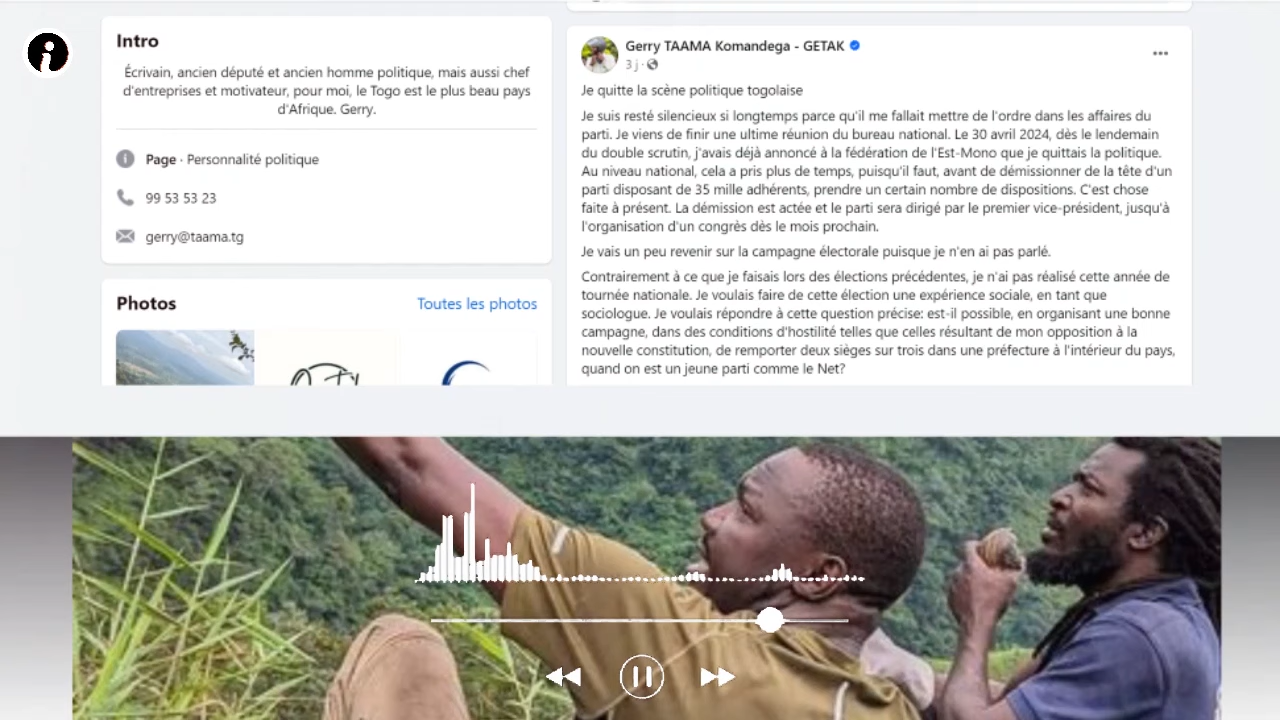 Intro
Écrivain, ancien député et ancien homme politique, mais aussi chef
d'entreprises et motivateur, pour moi, le Togo est le plus beau pays
d'Afrique. Gerry.
Page · Personnalité politique
99 53 53 23
gerry@taama.tg
Photos
Toutes les photos
Gerry TAAMA Komandega - GETAK
3 j ·
Je quitte la scène politique togolaise
Je suis resté silencieux si longtemps parce qu'il me fallait mettre de l'ordre dans les affaires du
parti. Je viens de finir une ultime réunion du bureau national. Le 30 avril 2024, dès le lendemain
du double scrutin, j'avais déjà annoncé à la fédération de l'Est-Mono que je quittais la politique.
Au niveau national, cela a pris plus de temps, puisqu'il faut, avant de démissionner de la tête d'un
parti disposant de 35 mille adhérents, prendre un certain nombre de dispositions. C'est chose
faite à présent. La démission est actée et le parti sera dirigé par le premier vice-président, jusqu'à
l'organisation d'un congrès dès le mois prochain.
Je vais un peu revenir sur la campagne électorale puisque je n'en ai pas parlé.
Contrairement à ce que je faisais lors des élections précédentes, je n'ai pas réalisé cette année de
tournée nationale. Je voulais faire de cette élection une expérience sociale, en tant que
sociologue. Je voulais répondre à cette question précise: est-il possible, en organisant une bonne
campagne, dans des conditions d'hostilité telles que celles résultant de mon opposition à la
nouvelle constitution, de remporter deux sièges sur trois dans une préfecture à l'intérieur du pays,
quand on est un jeune parti comme le Net?